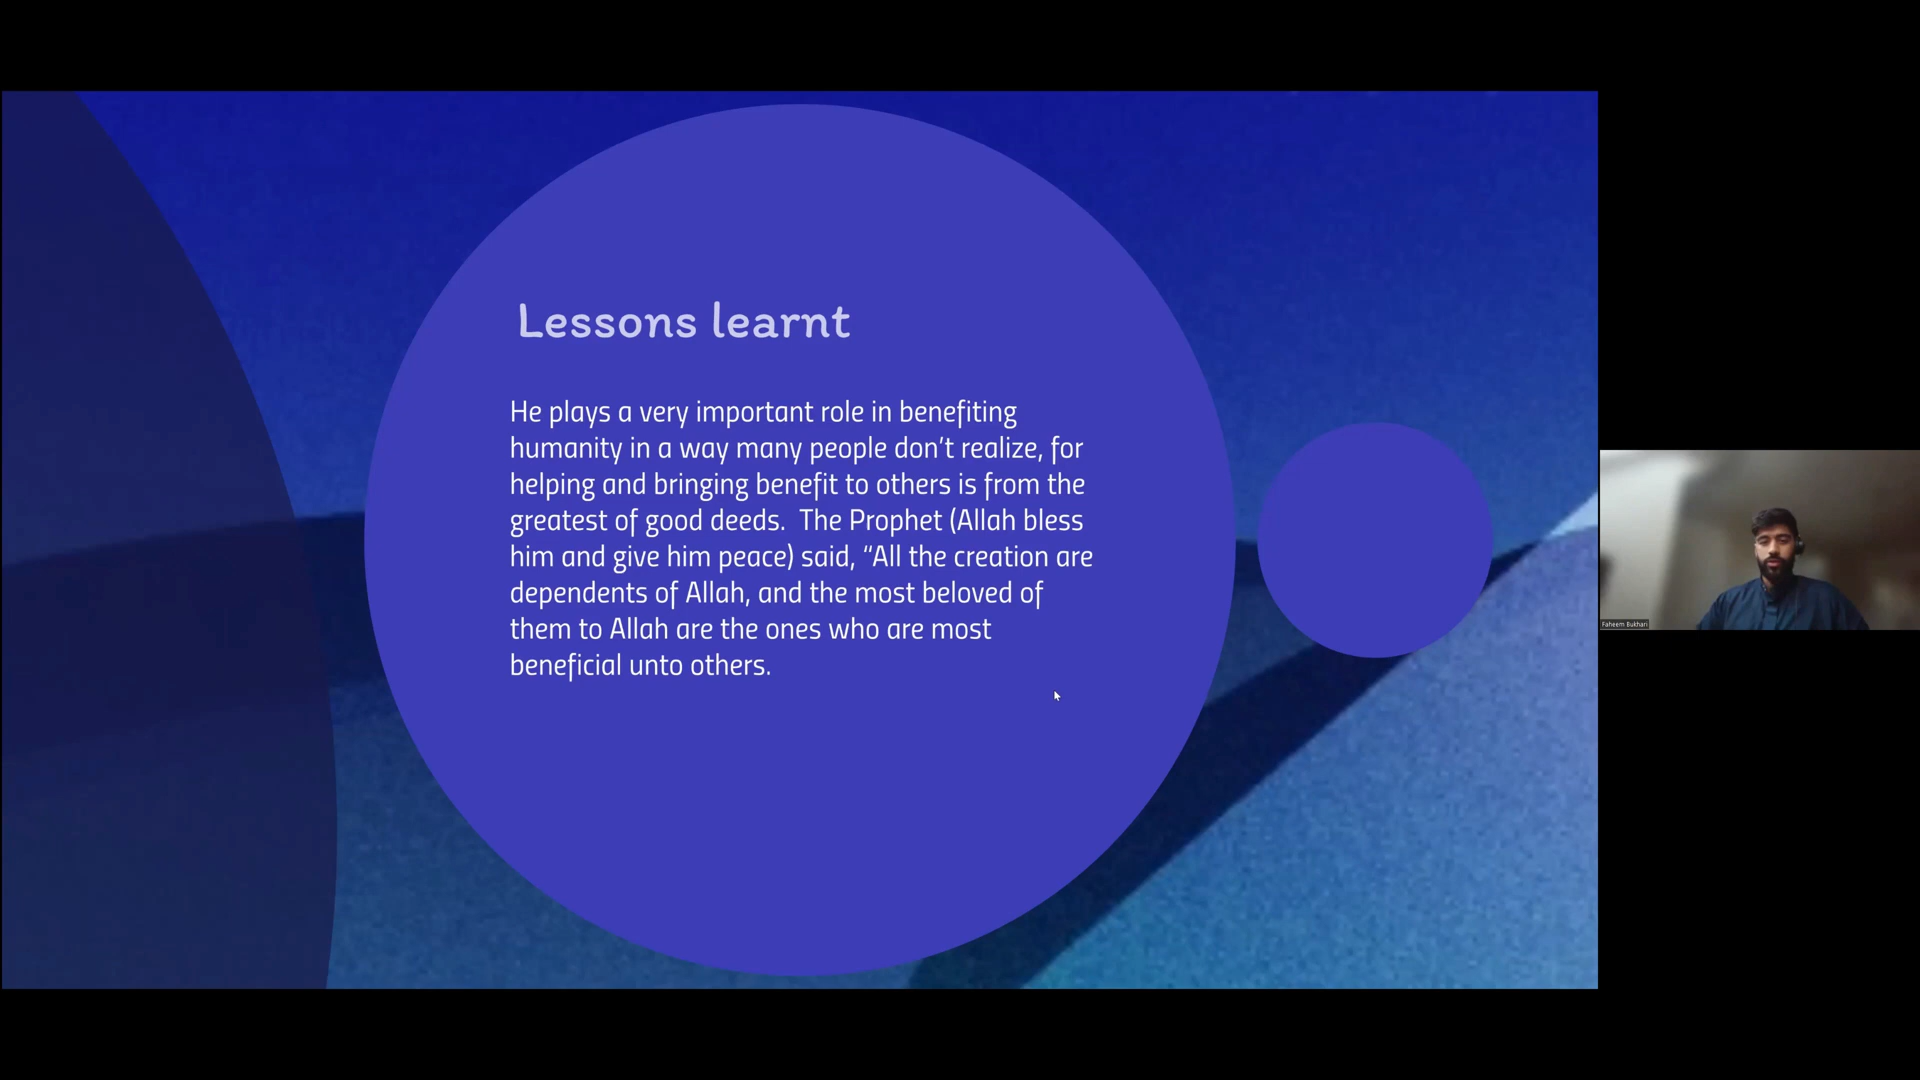 Lessons learnt
He plays a very important role in benefiting
humanity in a way many people don't realize, for
helping and bringing benefit to others is from the
greatest of good deeds.  The Prophet (Allah bless
him and give him peace) said, “All the creation are
dependents of Allah, and the most beloved of
them to Allah are the ones who are most
beneficial unto others.
Faheem Bukhari